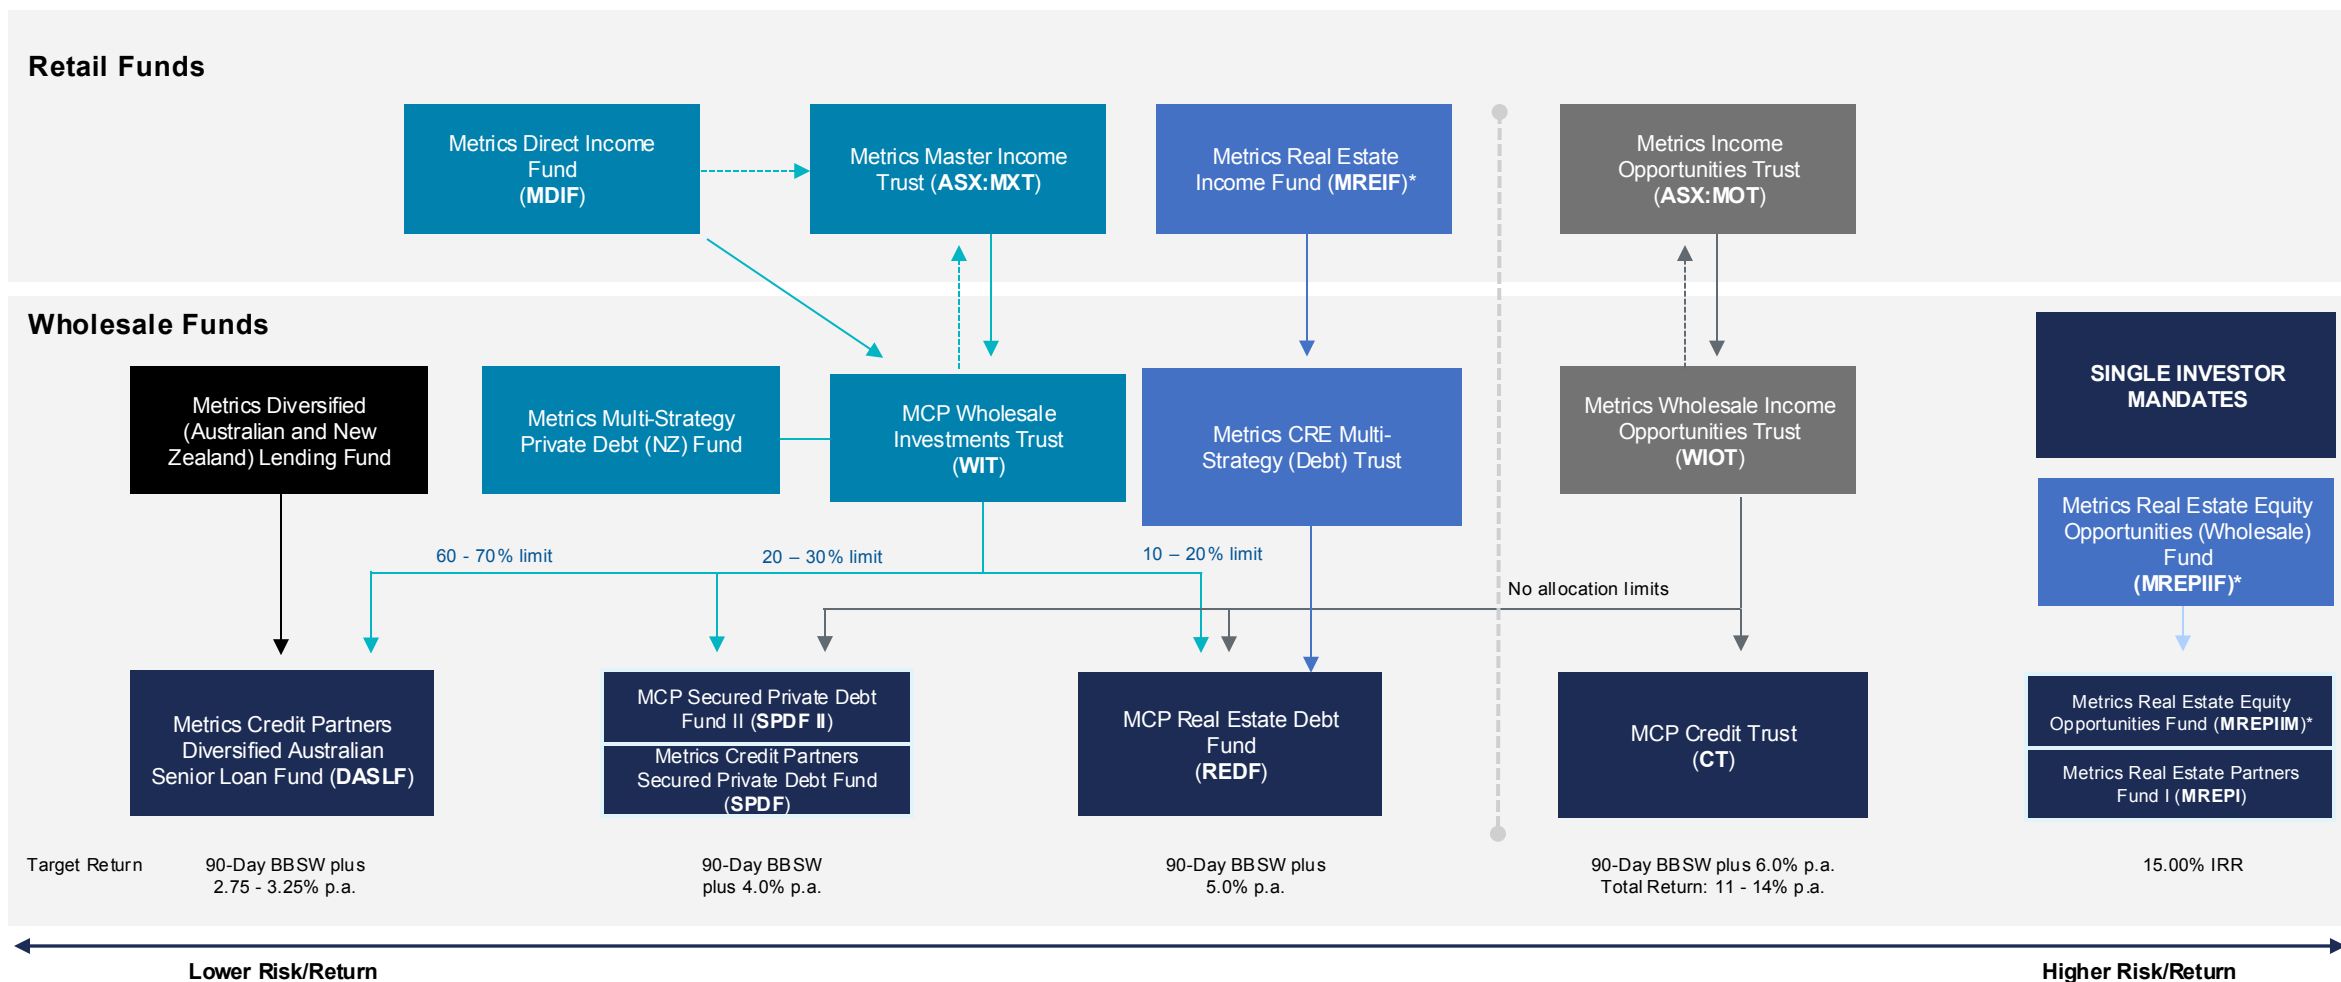 Retail Funds
Metrics Direct Income
Fund
(MDIF)
Metrics Master Income
Trust (ASX:MXT)
Metrics Real Estate
Income Fund (MREIF)*
Metrics Income
Opportunities Trust
(ASX:MOT)
Wholesale Funds
Metrics Diversified
(Australian and New
Zealand) Lending Fund
Metrics Multi-Strategy
Private Debt (NZ) Fund
MCP Wholesale
Investments Trust
(WIT)
Metrics CRE Multi-
Strategy (Debt) Trust
Metrics Wholesale Income
Opportunities Trust
(WIOT)
SINGLE INVESTOR
MANDATES
Metrics Real Estate Equity
Opportunities (Wholesale)
Fund
(MREPIIF)*
60 - 70% limit
20 – 30% limit
10 – 20% limit
No allocation limits
Metrics Credit Partners
Diversified Australian
Senior Loan Fund (DASLF)
MCP Secured Private Debt
Fund II (SPDF II)
Metrics Credit Partners
Secured Private Debt Fund
(SPDF)
MCP Real Estate Debt
Fund
(REDF)
MCP Credit Trust
(CT)
Metrics Real Estate Equity
Opportunities Fund (MREPIIM)*
Metrics Real Estate Partners
Fund I (MREPI)
Target Return
90-Day BBSW plus
2.75 - 3.25% p.a.
90-Day BBSW
plus 4.0% p.a.
90-Day BBSW plus
5.0% p.a.
90-Day BBSW plus 6.0% p.a.
Total Return: 11 - 14% p.a.
15.00% IRR
Lower Risk/Return
Higher Risk/Return